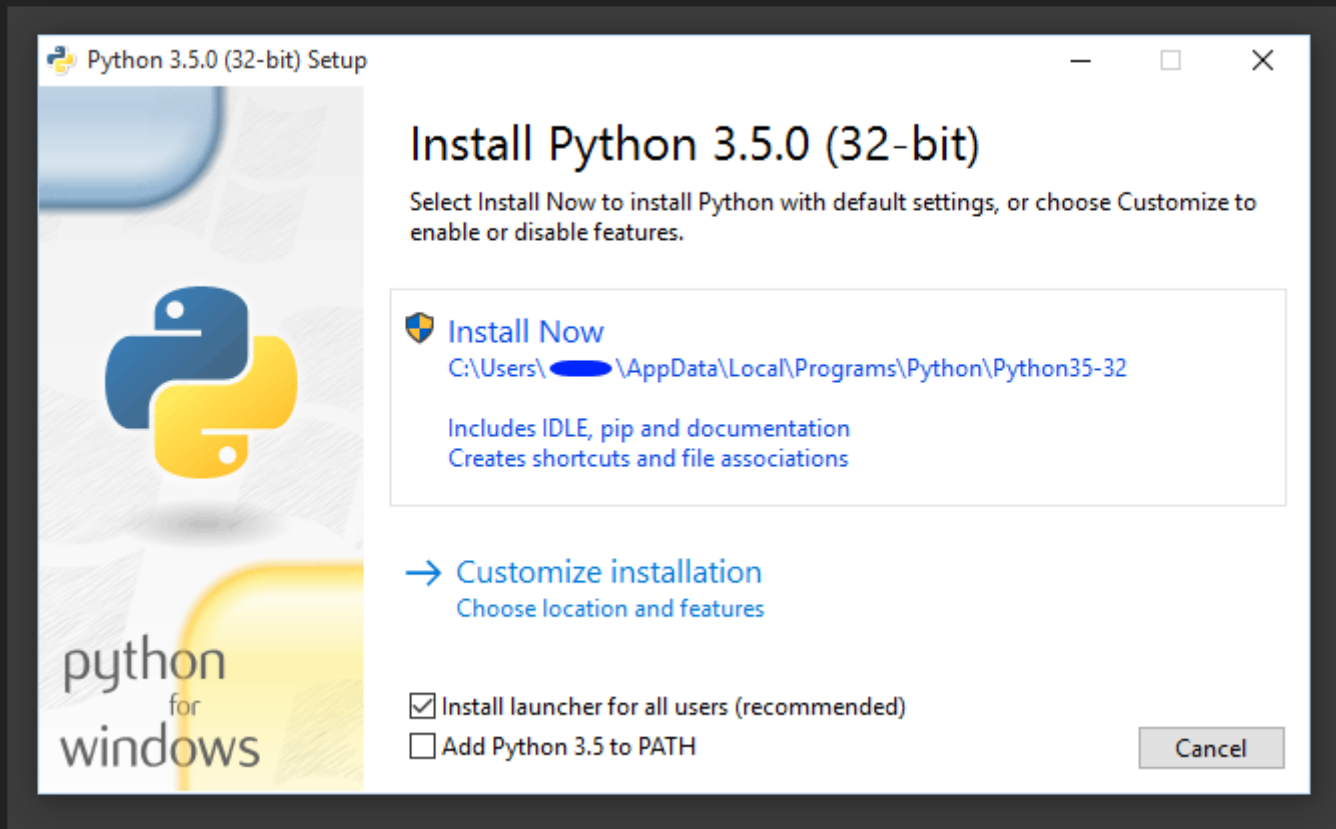 Python 3.5.0 (32-bit) Setup
Install Python 3.5.0 (32-bit)
Select Install Now to install Python with default settings, or choose Customize to
enable or disable features.
Install Now
C:\Users\ \AppData\Local\Programs\Python\Python35-32
Includes IDLE, pip and documentation
Creates shortcuts and file associations
Customize installation
Choose location and features
python
for
windows
Install launcher for all users (recommended)
Add Python 3.5 to PATH
Cancel